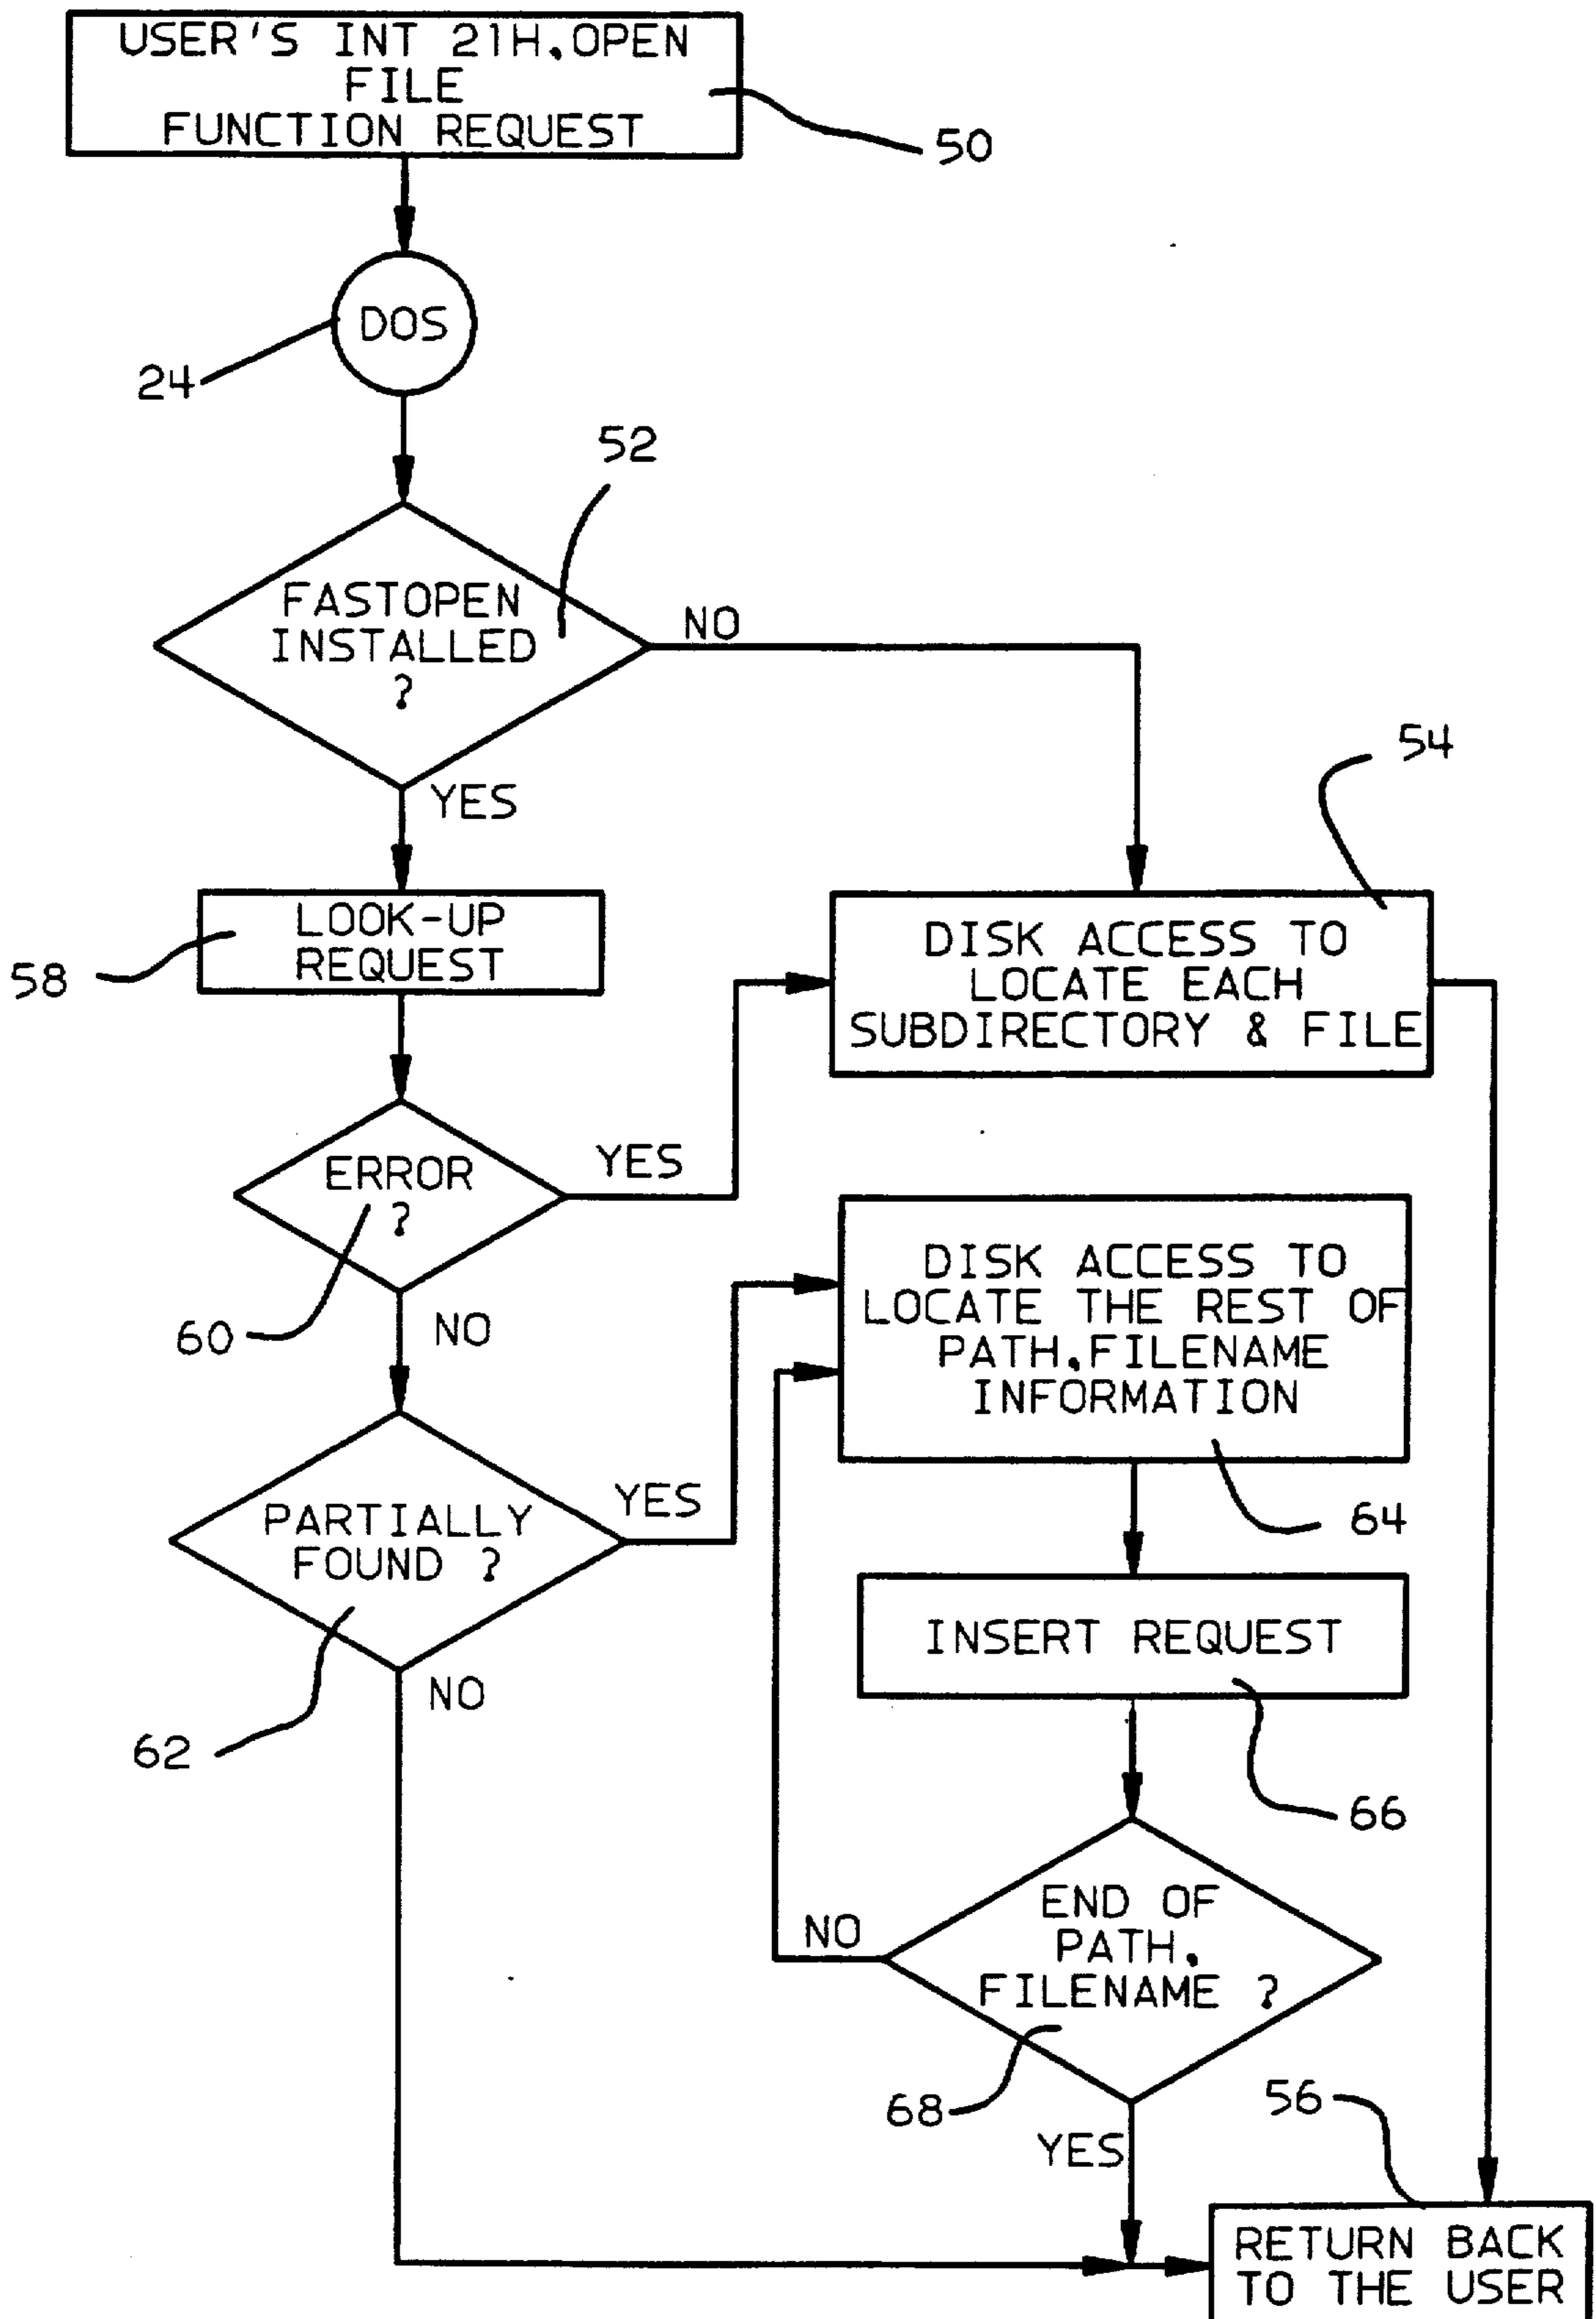 USER'S INT 21H.OPEN
FILE
FUNCTION REQUEST
50
DOS
24
52
FASTOPEN
INSTALLED
?
NO
YES
54
LOOK-UP
REQUEST
58
DISK ACCESS TO
LOCATE EACH
SUBDIRECTORY & FILE
ERROR
?
YES
60
NO
DISK ACCESS TO
LOCATE THE REST OF
PATH.FILENAME
INFORMATION
64
PARTIALLY
FOUND ?
YES
62
NO
INSERT REQUEST
66
END OF
PATH.
FILENAME ?
NO
68
YES
56
RETURN BACK
TO THE USER